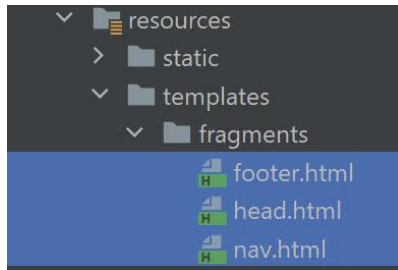 resources
static
templates
fragments
footer.html
head.html
nav.html